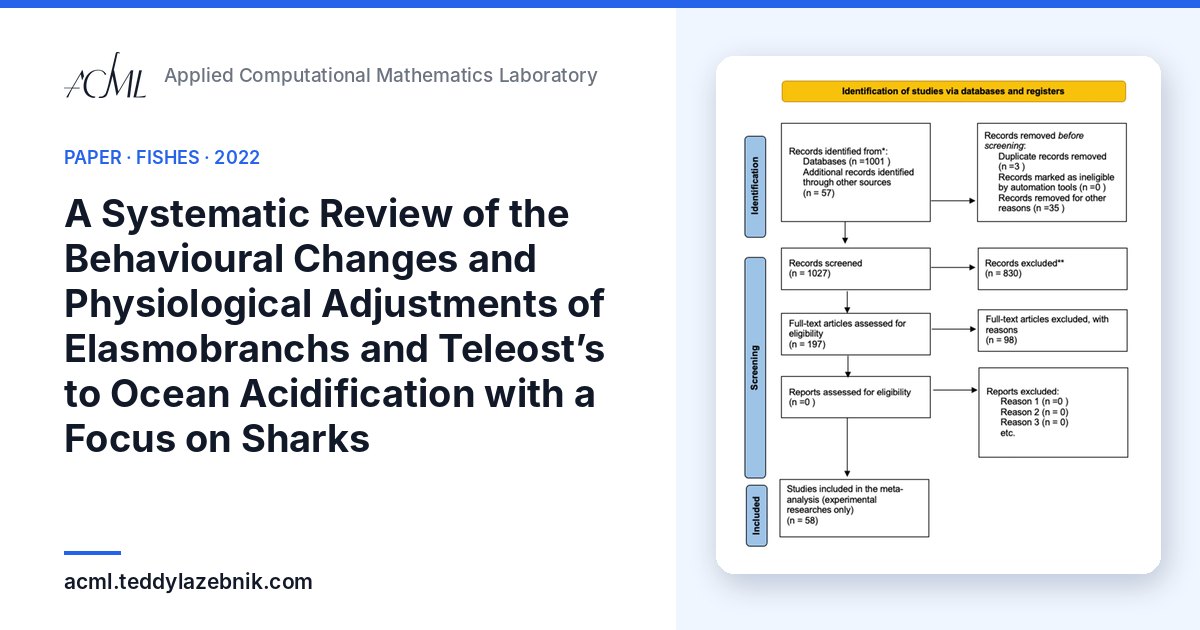 ACML
Applied Computational Mathematics Laboratory
PAPER · FISHES · 2022
A Systematic Review of the
Behavioural Changes and
Physiological Adjustments of
Elasmobranchs and Teleost’s
to Ocean Acidification with a
Focus on Sharks
acml.teddylazebnik.com
Identification of studies via databases and registers
Identification
Records identified from*:
Databases (n =1001 )
Additional records identified
through other sources
(n = 57)
Records removed before
screening:
Duplicate records removed
(n =3 )
Records marked as ineligible
by automation tools (n =0 )
Records removed for other
reasons (n =35 )
Screening
Records screened
(n = 1027)
Records excluded**
(n = 830)
Full-text articles assessed for
eligibility
(n = 197)
Full-text articles excluded, with
reasons
(n = 98)
Reports assessed for eligibility
(n =0 )
Reports excluded:
Reason 1 (n =0 )
Reason 2 (n = 0)
Reason 3 (n = 0)
etc.
Included
Studies included in the meta-
analysis (experimental
researches only)
(n = 58)